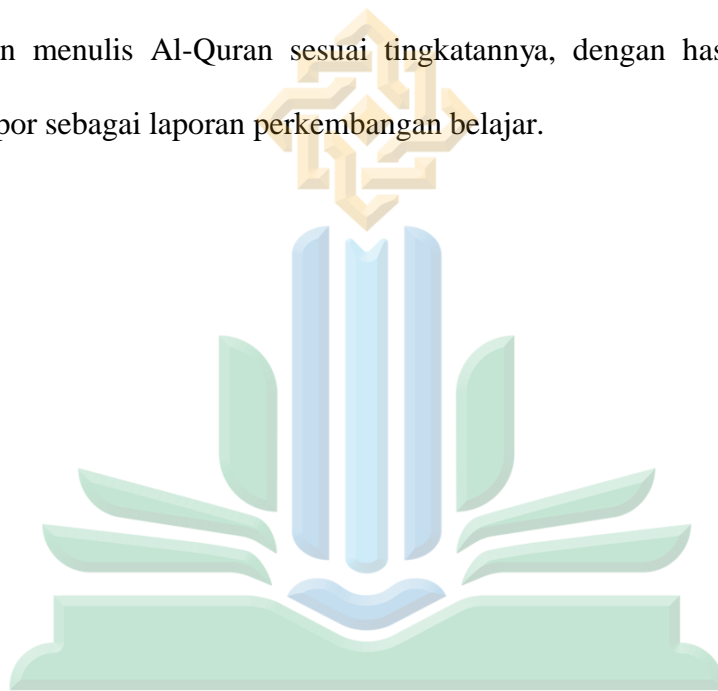 n menulis Al-Quran sesuai tingkatannya, dengan has
por sebagai laporan perkembangan belajar.